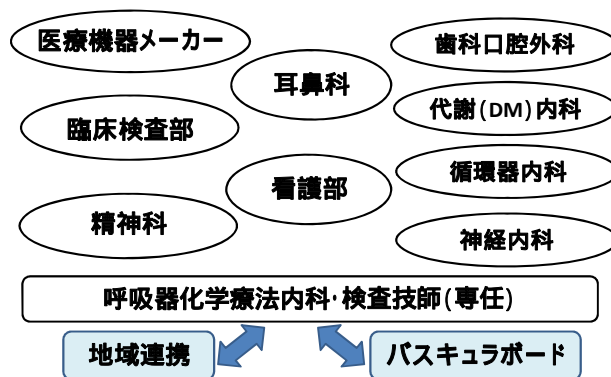 医療機器メーカー
歯科口腔外科
耳鼻科
代謝(DM)内科
臨床検査部
循環器内科
看護部
精神科
神経内科
呼吸器化学療法内科・検査技師(専任)
地域連携
バスキュラボード